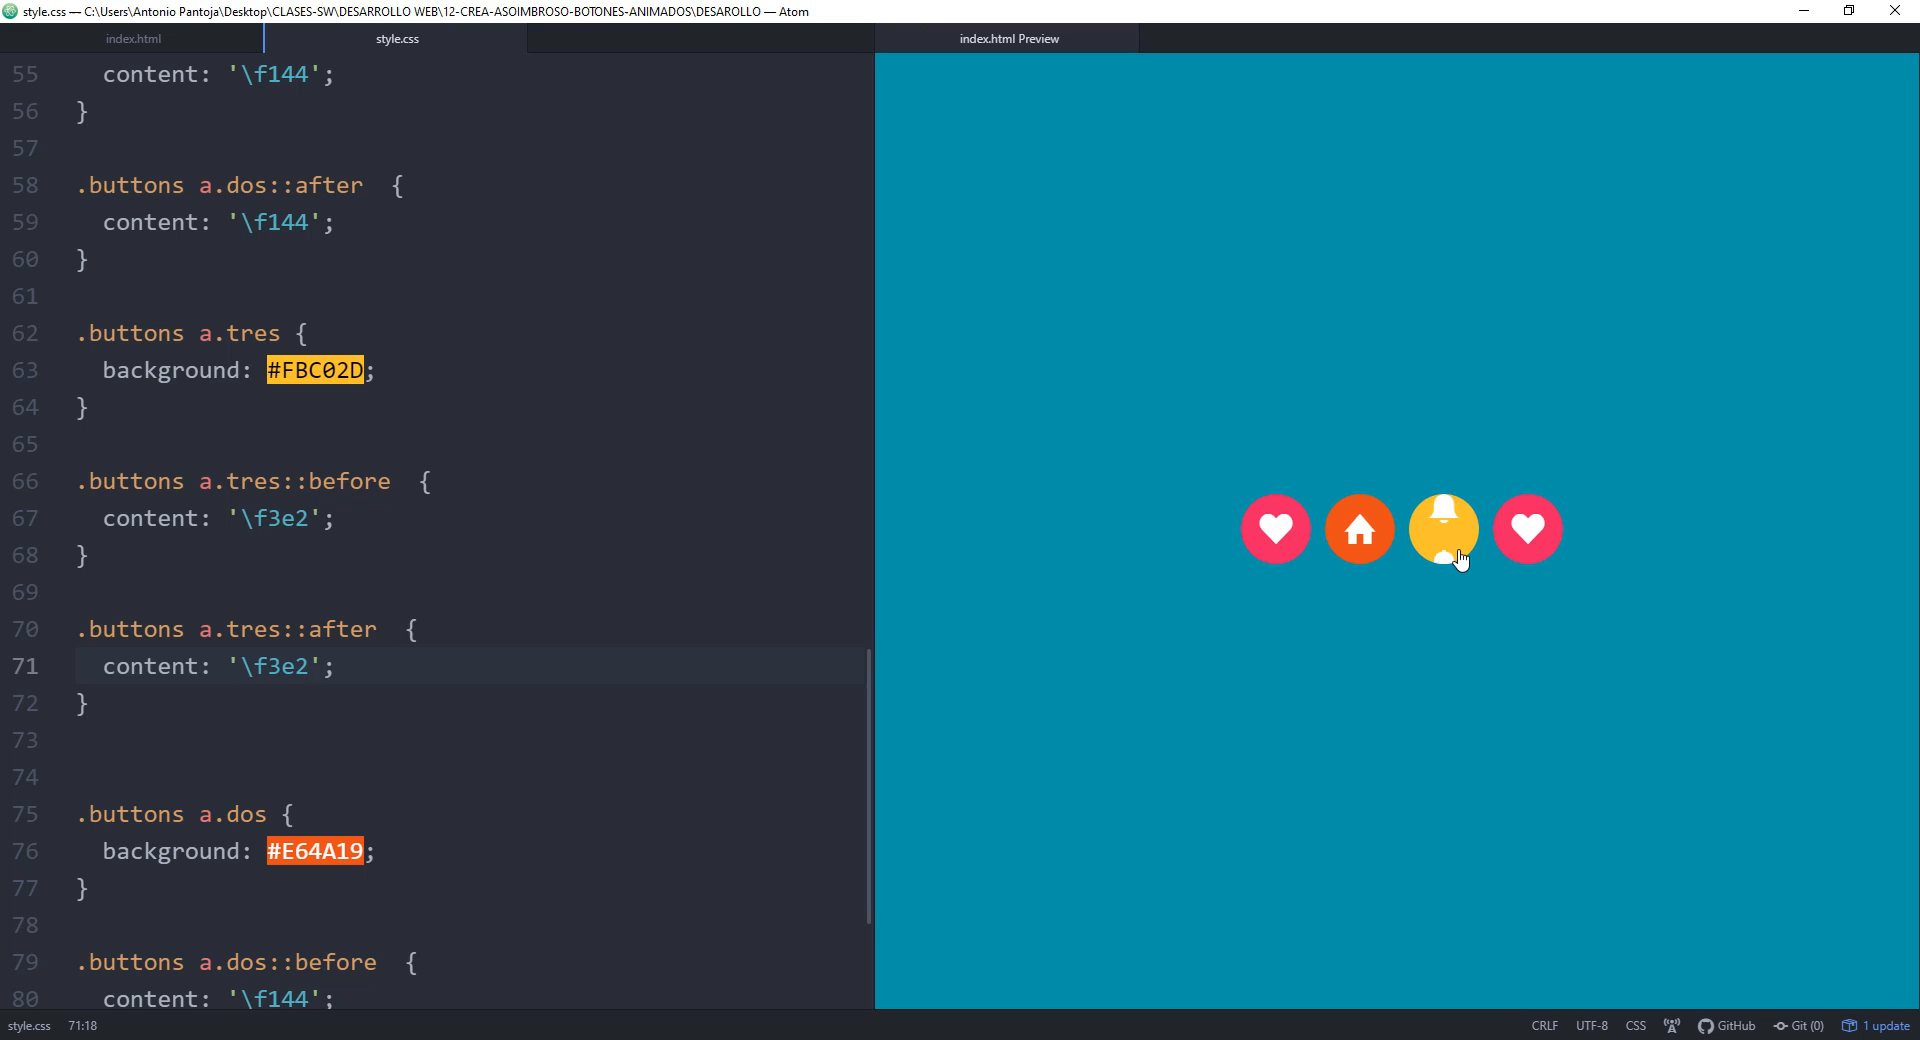 style.css — C:\Users\Antonio Pantoja\Desktop\CLASES-SW\DESARROLLO WEB\12-CREA-ASOIMBROSO-BOTONES-ANIMADOS\DESAROLLO — Atom
index.html
style.css
index.html Preview
55 content: '\f144';
56 }
57
58 .buttons a.dos::after {
59 content: '\f144';
60 }
61
62 .buttons a.tres {
63 background: #FBC02D;
64 }
65
66 .buttons a.tres::before {
67 content: '\f3e2';
68 }
69
70 .buttons a.tres::after {
71 content: '\f3e2';
72 }
73
74
75 .buttons a.dos {
76 background: #E64A19;
77 }
78
79 .buttons a.dos::before {
80 content: '\f144';
style.css 71:18
CRLF UTF-8 CSS GitHub Git (0) 1 update